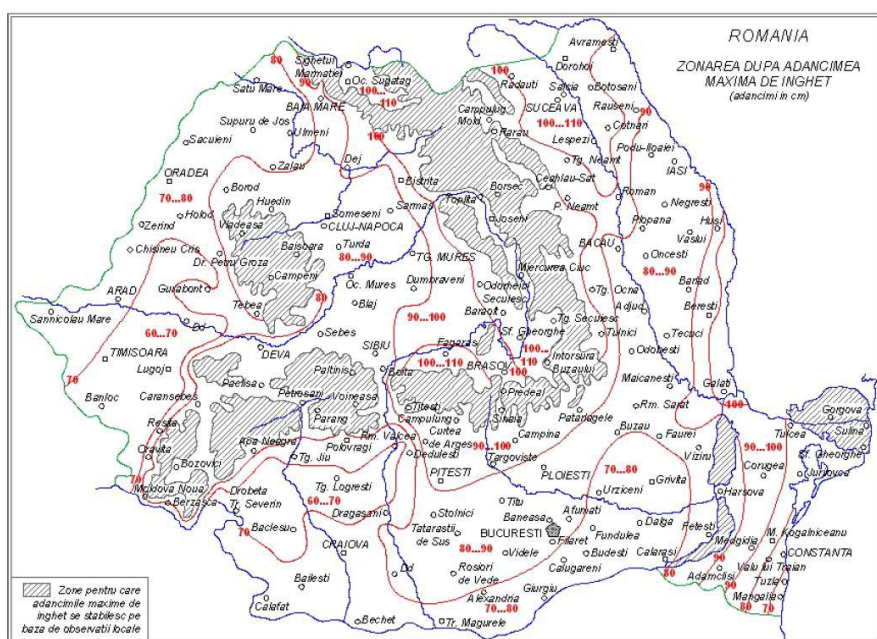 ROMANIA
ZONAREA DUPA ADANCIMEA
MAXIMA DE INGHET
(adancimi in cm)
Avramesti
Dorohoi
80
Sighetul
Marmatiei
90
Oc. Sugatag
100
Radauti
Botosani
Satu Mare
100...
110
Salcia
BAIA MARE
SUCEAVA
Rauseni
90
Campulug
Mold.
100...110
Cotnari
Supuru de Jos
Ulmeni
100
Rarau
Lespezi
Podu-Iloaiei
Sacuieni
Tg. Neamt
IASI
Zalau
Dej
Ceahlau-Sat
ORADEA
Bistrita
Borsec
Roman
90
70...80
Borod
Toplita
P. Neamt
Negresti
Huedin
Sarmas
Holod
Someseni
Joseni
Plopana
Husi
Zerind
Vladeasa
CLUJ-NAPOCA
BACAU
Vaslui
Chisineu Cris
Turda
Baisoara
TG. MURES
Oncesti
Dr. Petru Groza
80...90
Miercurea Ciuc
80...90
Campeni
Oc. Mures
Dumbraveni
Odorheiul
Secuiesc
Tg. Ocna
Barlad
Gurabont
80
ARAD
Blaj
Adjud
Beresti
Tebea
Baraolt
Sannicolau Mare
90...100
Tg. Secuiesc
60...70
Dd
Sebes
Sf. Gheorghe
Tulnici
Tecuci
TIMISOARA
DEVA
SIBIU
Fagaras
100...
110
Intorsura
Buzaului
Odobesti
Lugoj
Paltinis
Boita
100...110
BRASOV
100
70
Paclisa
Maicanesti
Caransebes
Petrosani
Voineasa
Predeal
Galati
Banloc
Titesti
100
Parang
Campulung
Sinaia
Patarlagele
Rm. Sarat
Gorgova
Resita
Curtea
de Arges
Campina
Apa Neagra
Rm. Valcea
90...100
Buzau
Faurei
Tulcea
Sulina
Oravita
Polovragi
Dedulesti
Targoviste
90...100
Sf. Gheorghe
Bozovici
Tg. Jiu
PITESTI
PLOIESTI
70...80
Viziru
Corugea
Jurilovca
70
Moldova Noua
Drobeta
Tr. Severin
Tg. Logresti
Grivita
Berzasca
60...70
Titu
Urziceni
Harsova
Stolnici
Dragasani
Baneasa
Afumati
Baclesu
Tatarastii
de Sus
Dalga
Fetesti
M. Kogalniceanu
70
BUCURESTI
Fundulea
Medgidia
CRAIOVA
80...90
Filaret
CONSTANTA
Videle
Budesti
Calarasi
90
Valu lui Traian
Dd
Rosiori
de Vede
Calugareni
80
Adamclisi
Tuzla
Bailesti
Alexandria
Giurgiu
90
Mangalia
70...80
80
70
Calafat
Bechet
Tr. Magurele
Zone pentru care
adancimile maxime de
inghet se stabilesc pe
baza de observatii locale